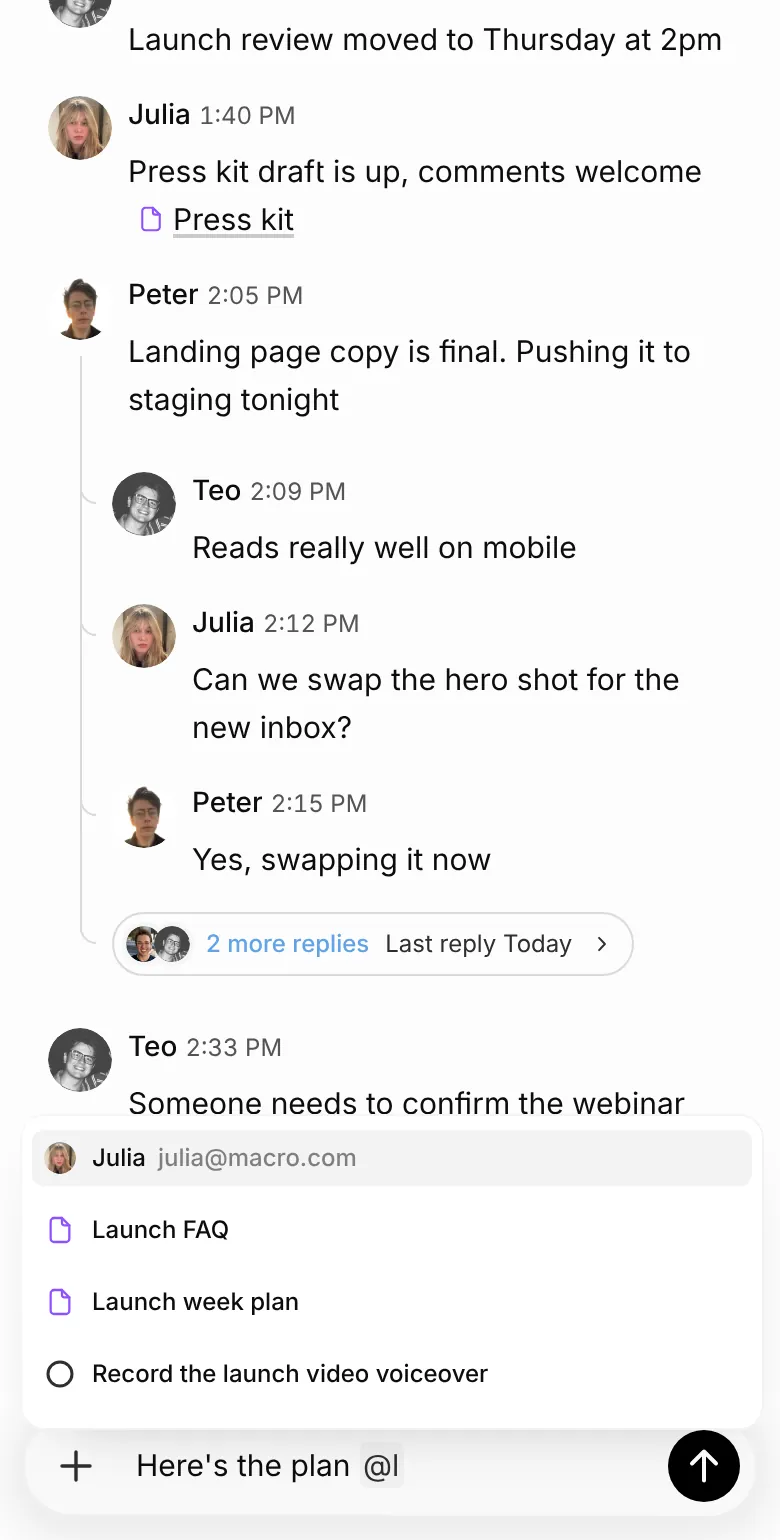 Launch review moved to Thursday at 2pm
Julia 1:40 PM
Press kit draft is up, comments welcome
Press kit
Peter 2:05 PM
Landing page copy is final. Pushing it to
staging tonight
Teo 2:09 PM
Reads really well on mobile
Julia 2:12 PM
Can we swap the hero shot for the
new inbox?
Peter 2:15 PM
Yes, swapping it now
2 more replies Last reply Today
Teo 2:33 PM
Someone needs to confirm the webinar
Julia julia@macro.com
Launch FAQ
Launch week plan
Record the launch video voiceover
Here's the plan @l